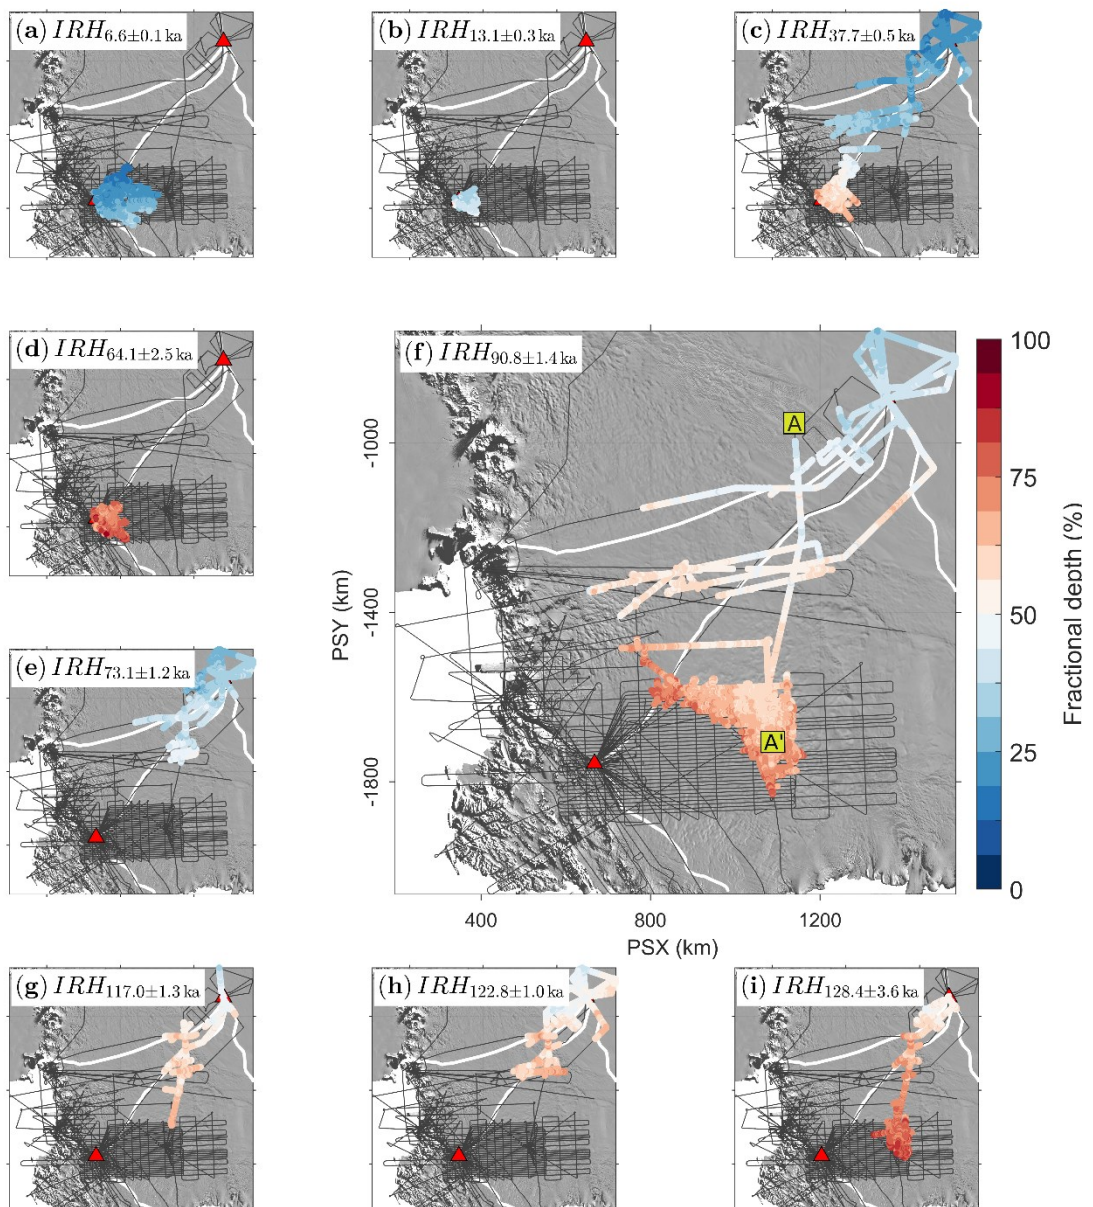 (a) IRH6.6±0.1 ka
(b) IRH13.1±0.3 ka
(c) IRH37.7±0.5 ka
(d) IRH64.1±2.5 ka
(e) IRH73.1±1.2 ka
(f) IRH90.8±1.4 ka
A
A'
-1000
-1400
-1800
PSY (km)
400
800
1200
PSX (km)
100
75
50
25
0
Fractional depth (%)
(g) IRH117.0±1.3 ka
(h) IRH122.8±1.0 ka
(i) IRH128.4±3.6 ka